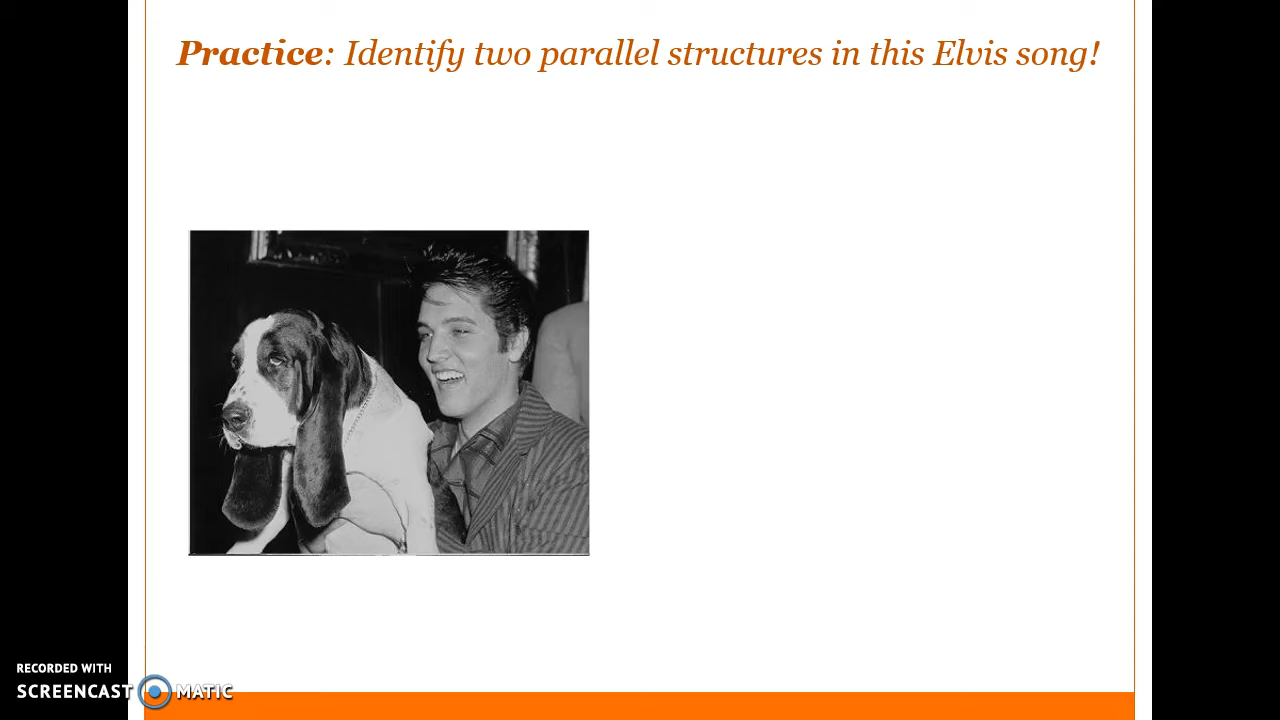 Practice: Identify two parallel structures in this Elvis song!
RECORDED WITH
SCREENCAST MATIC